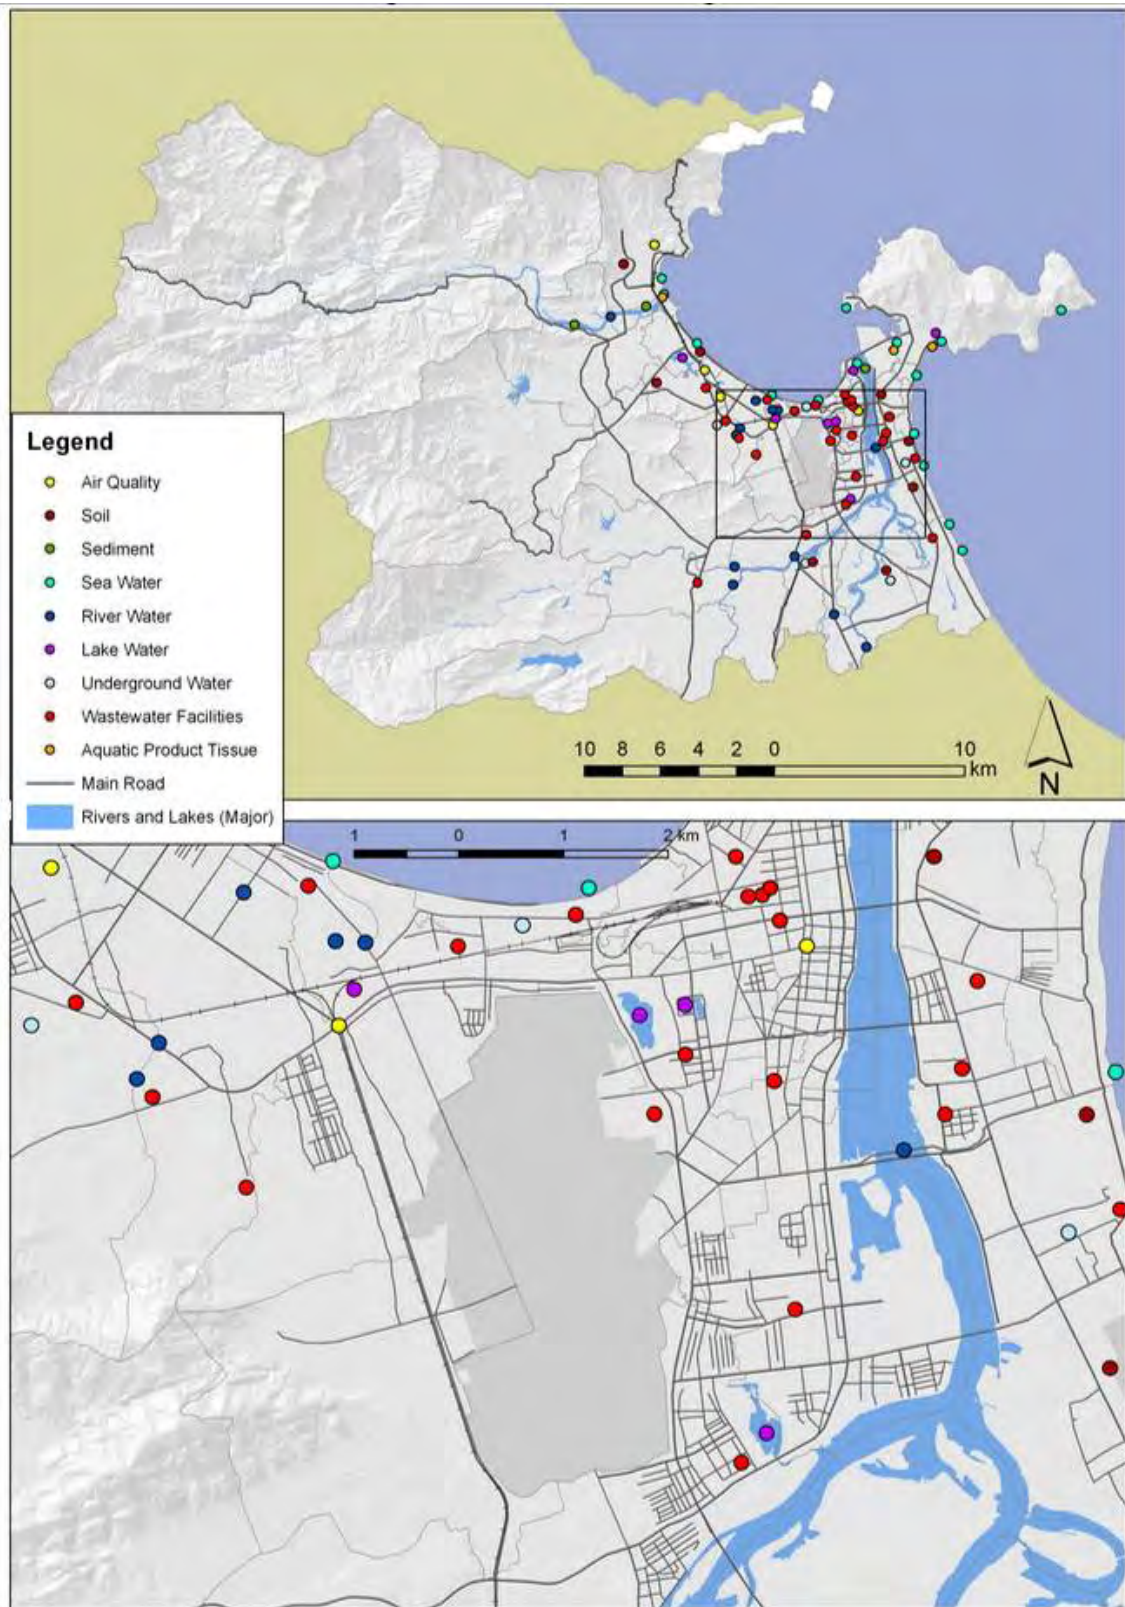 Legend
Air Quality
Soil
Sediment
Sea Water
River Water
Lake Water
Underground Water
Wastewater Facilities
Aquatic Product Tissue
Main Road
Rivers and Lakes (Major)
10 8 6 4 2 0 10
km
N
1 0 1 2 km